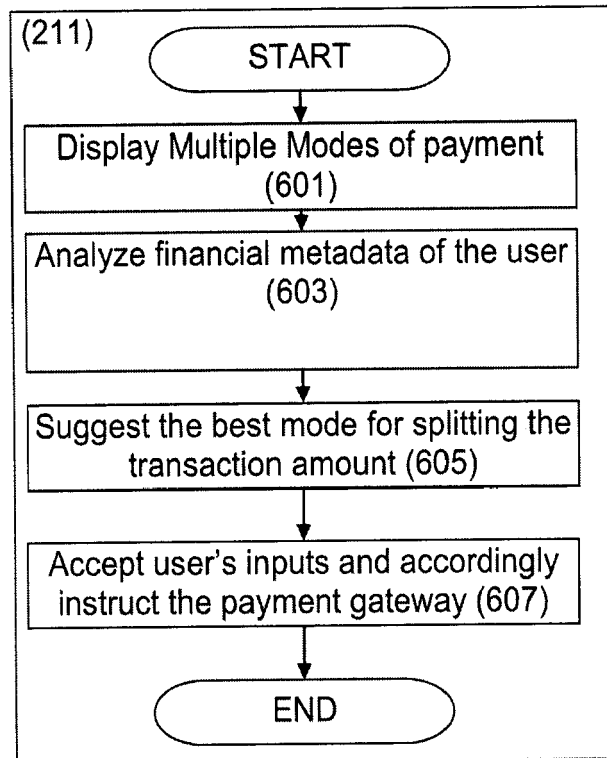 (211)
START
Display Multiple Modes of payment
(601)
Analyze financial metadata of the user
(603)
Suggest the best mode for splitting the
transaction amount (605)
Accept user's inputs and accordingly
instruct the payment gateway (607)
END